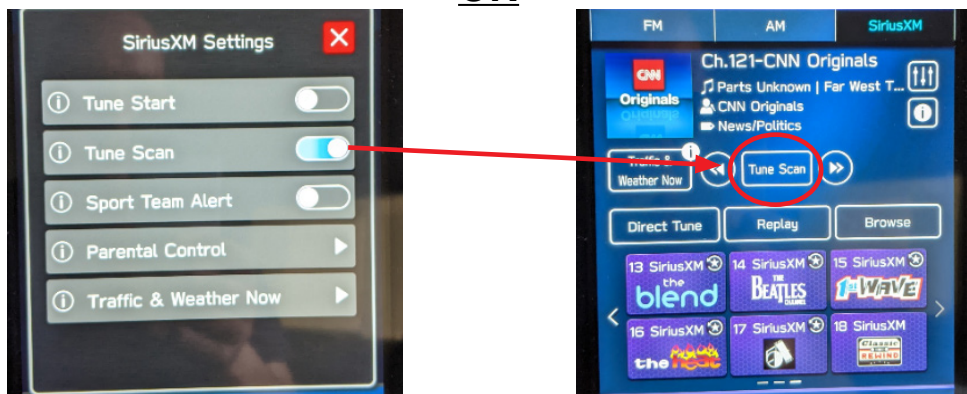 SiriusXM Settings
Tune Start
Tune Scan
Sport Team Alert
Parental Control
Traffic & Weather Now
FM
AM
SiriusXM
Ch.121-CNN Originals
CNN
Originals
Parts Unknown | Far West T...
CNN Originals
News/Politics
Traffic &
Weather Now
Tune Scan
Direct Tune
Replay
Browse
13 SiriusXM
the
blend
14 SiriusXM
THE
BEATLES
CHANNEL
15 SiriusXM
1ST WAVE
16 SiriusXM
the heat
17 SiriusXM
18 SiriusXM
Classic
REWIND